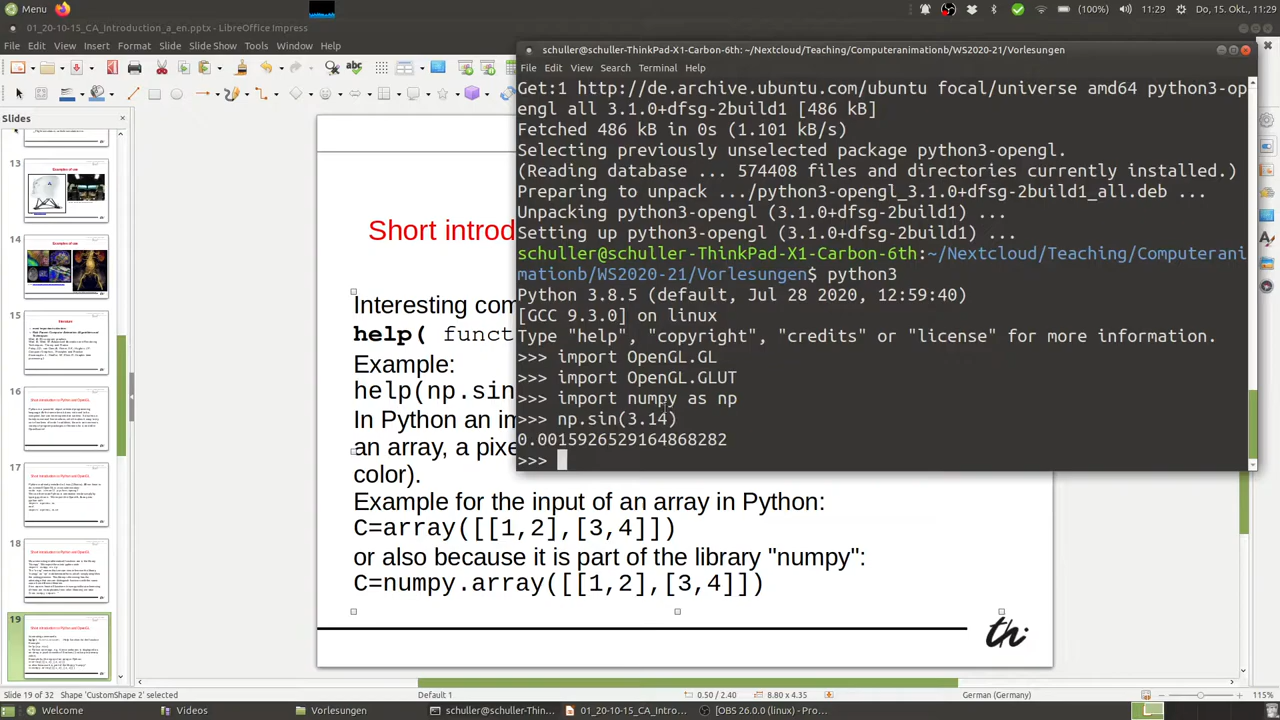 Menu
(100%)
11:29
Do, 15. Okt., 11:29
01_20-10-15_CA_Introduction_a_en.pptx - LibreOffice Impress
File Edit View Insert Format Slide Slide Show Tools Window Help
Slides
13
14
15
16
17
18
19
Short introd
Interesting com
help( funct
Example:
help(np.sin
in Python an in
an array, a pixe
color).
Example for the input of an array in Python:
C=array([[1,2],[3,4]])
or also because it is part of the library "numpy":
C=numpy.array([[1,2],[3,4]])
th
schuller@schuller-ThinkPad-X1-Carbon-6th: ~/Nextcloud/Teaching/Computeranimationb/WS2020-21/Vorlesungen
File Edit View Search Terminal Help
Get:1 http://de.archive.ubuntu.com/ubuntu focal/universe amd64 python3-op
engl all 3.1.0+dfsg-2build1 [486 kB]
Fetched 486 kB in 0s (1.161 kB/s)
Selecting previously unselected package python3-opengl.
directories currently installed.)
Preparing to unpack .../python3-opengl_3.1.0+dfsg-2build1_all.deb ...
Unpacking python3-opengl (3.1.0+dfsg-2build1) ...
Setting up python3-opengl (3.1.0+dfsg-2build1) ...
schuller@schuller-ThinkPad-X1-Carbon-6th:~/Nextcloud/Teaching/Computerani
mationb/WS2020-21/Vorlesungen$ python3
Python 3.8.5 (default, Jul 28 2020, 12:59:40)
[GCC 9.3.0] on linux
Type "help", "copyright", "credits" or "license" for more information.
>>> import OpenGL.GL
>>> import OpenGL.GLUT
>>> import numpy as np
>>> np.sin(3.14)
0.0015926529164868282
>>>
Slide 19 of 32
Shape 'CustomShape 2' selected
Default 1
0.50 / 2.40
8.80 x 4.35
German (Germany)
115%
Welcome
Videos
Vorlesungen
schuller@schuller-Thin...
01_20-10-15_CA_Intro...
[OBS 26.0.0 (linux) - Pro...